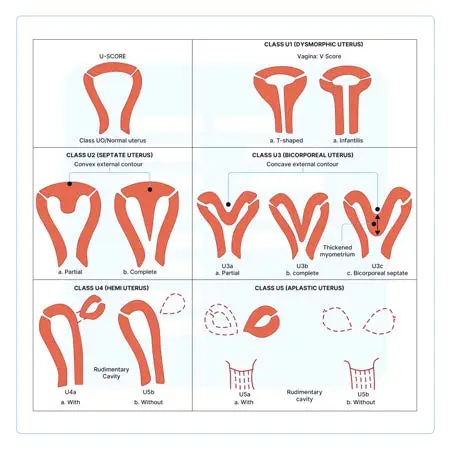 U-SCORE
Class UO/Normal uterus
CLASS U1 (DYSMORPHIC UTERUS)
Vagina: V Score
a. T-shaped
a. Infantilis
CLASS U2 (SEPTATE UTERUS)
Convex external contour
a. Partial
b. Complete
CLASS U3 (BICORPOREAL UTERUS)
Concave external contour
Thickened
myometrium
U3a
a. Partial
U3b
b. complete
U3c
c. Bicorporeal septate
CLASS U4 (HEMI UTERUS)
Rudimentary
Cavity
U4a
a. With
U5b
b. Without
CLASS U5 (APLASTIC UTERUS)
Rudimentary
cavity
U5a
a. With
U5b
b. Without